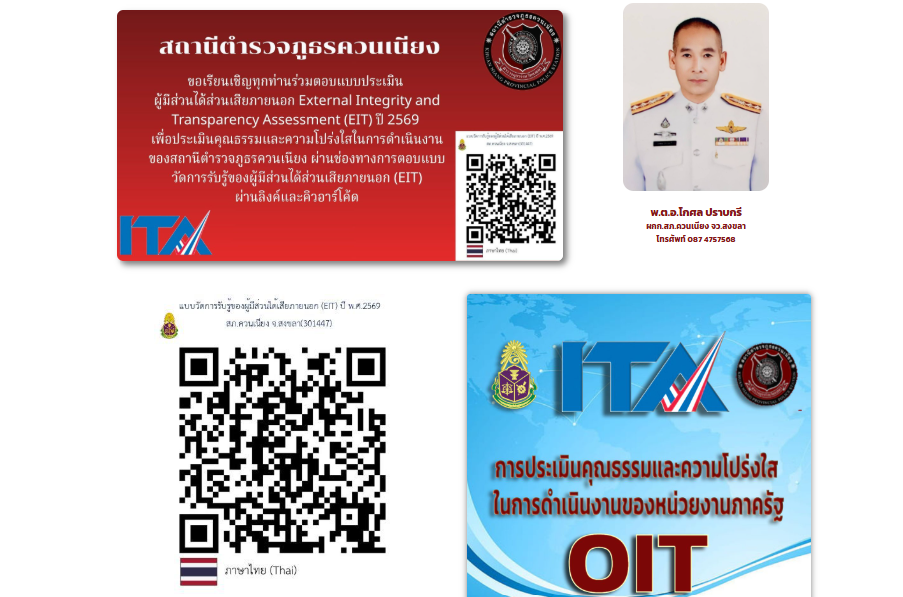 สถานีตำรวจภูธรควนเนียง
ขอเรียนเชิญทุกท่านร่วมตอบแบบประเมิน
ผู้มีส่วนได้ส่วนเสียภายนอก External Integrity and
Transparency Assessment (EIT) ปี 2569
เพื่อประเมินคุณธรรมและความโปร่งใสในการดำเนินงาน
ของสถานีตำรวจภูธรควนเนียง ผ่านช่องทางการตอบแบบ
วัดการรับรู้ของผู้มีส่วนได้ส่วนเสียภายนอก (EIT)
ผ่านลิงค์และคิวอาร์โค้ด
ITA
ภาษาไทย (Thai)
พ.ต.อ.โกศล ปราบกรี
ผกก.สภ.ควนเนียง จว.สงขลา
โทรศัพท์ 087 4757568
แบบวัดการรับรู้ของผู้มีส่วนได้ส่วนเสียภายนอก (EIT) ปี พ.ศ.2569
สภ.ควนเนียง จ.สงขลา(301447)
ภาษาไทย (Thai)
ITA
การประเมินคุณธรรมและความโปร่งใส
ในการดำเนินงานของหน่วยงานภาครัฐ
OIT